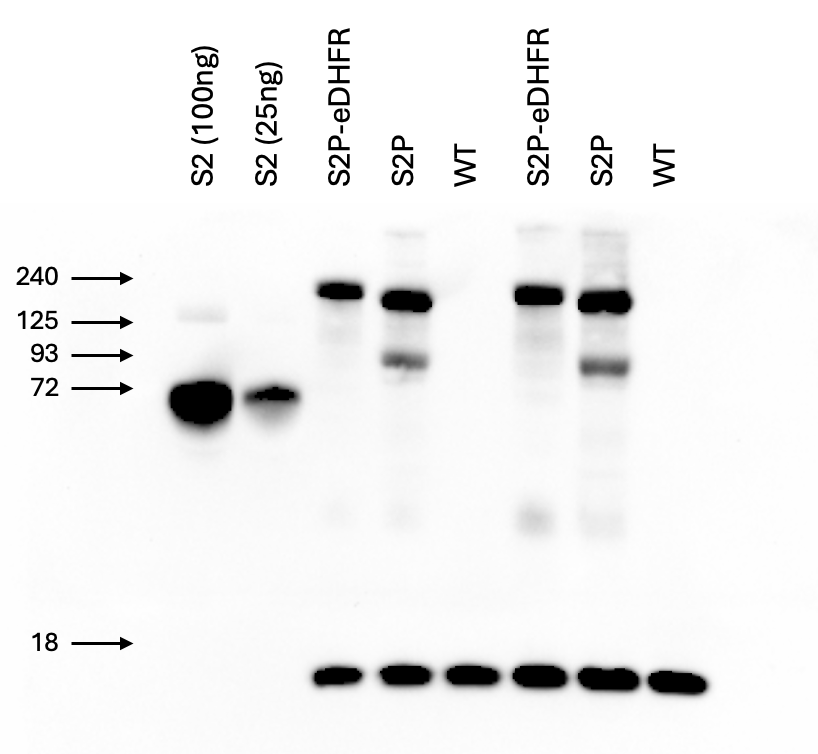 S2 (100ng)
S2 (25ng)
S2P-eDHFR
S2P
WT
S2P-eDHFR
S2P
WT
240
125
93
72
18